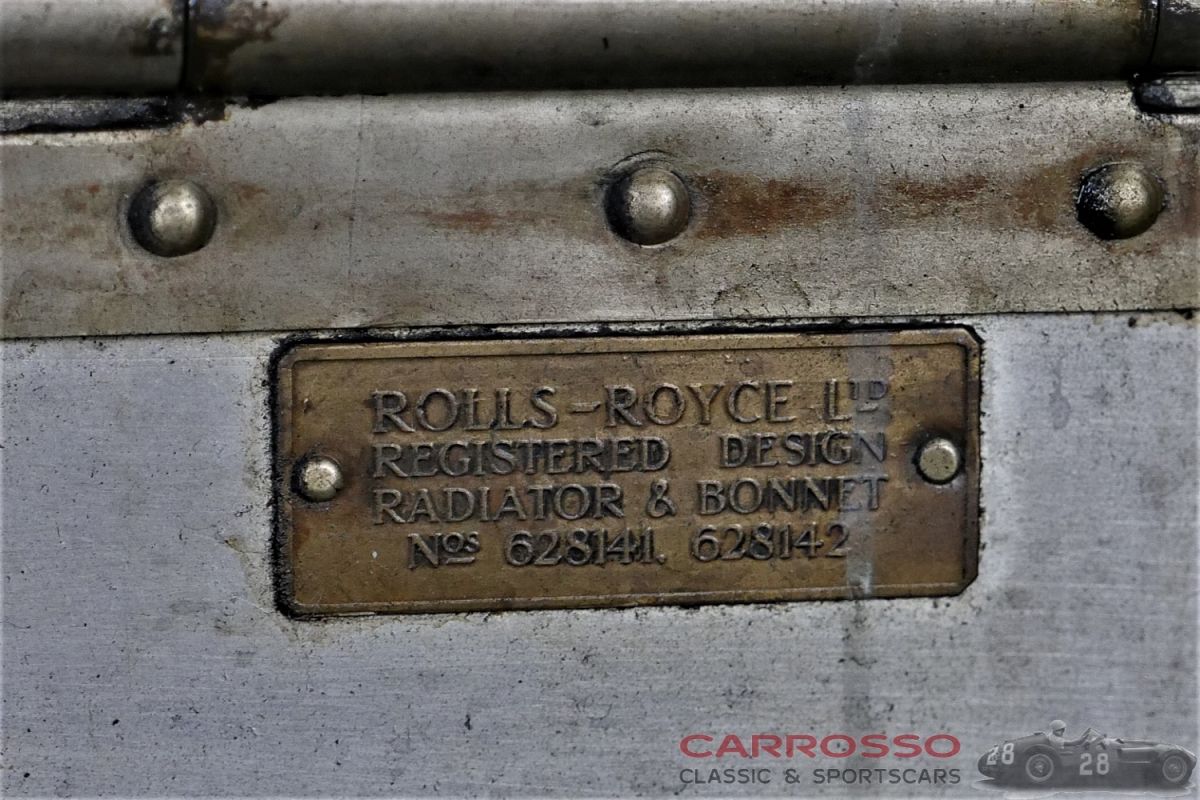 ROLLS-ROYCE LTD
REGISTERED DESIGN
RADIATOR & BONNET
Nos 628141. 628142
CARROSSO
CLASSIC & SPORTSCARS
28
28